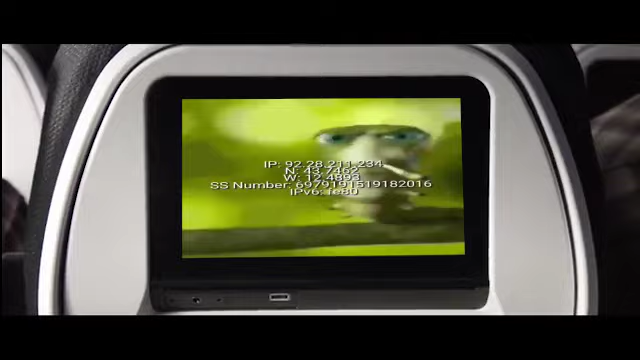 IP: 92.28.211.234
N: 43.7462
W: 12.4893
SS Number: 6979191519182016
IPv6: fe80